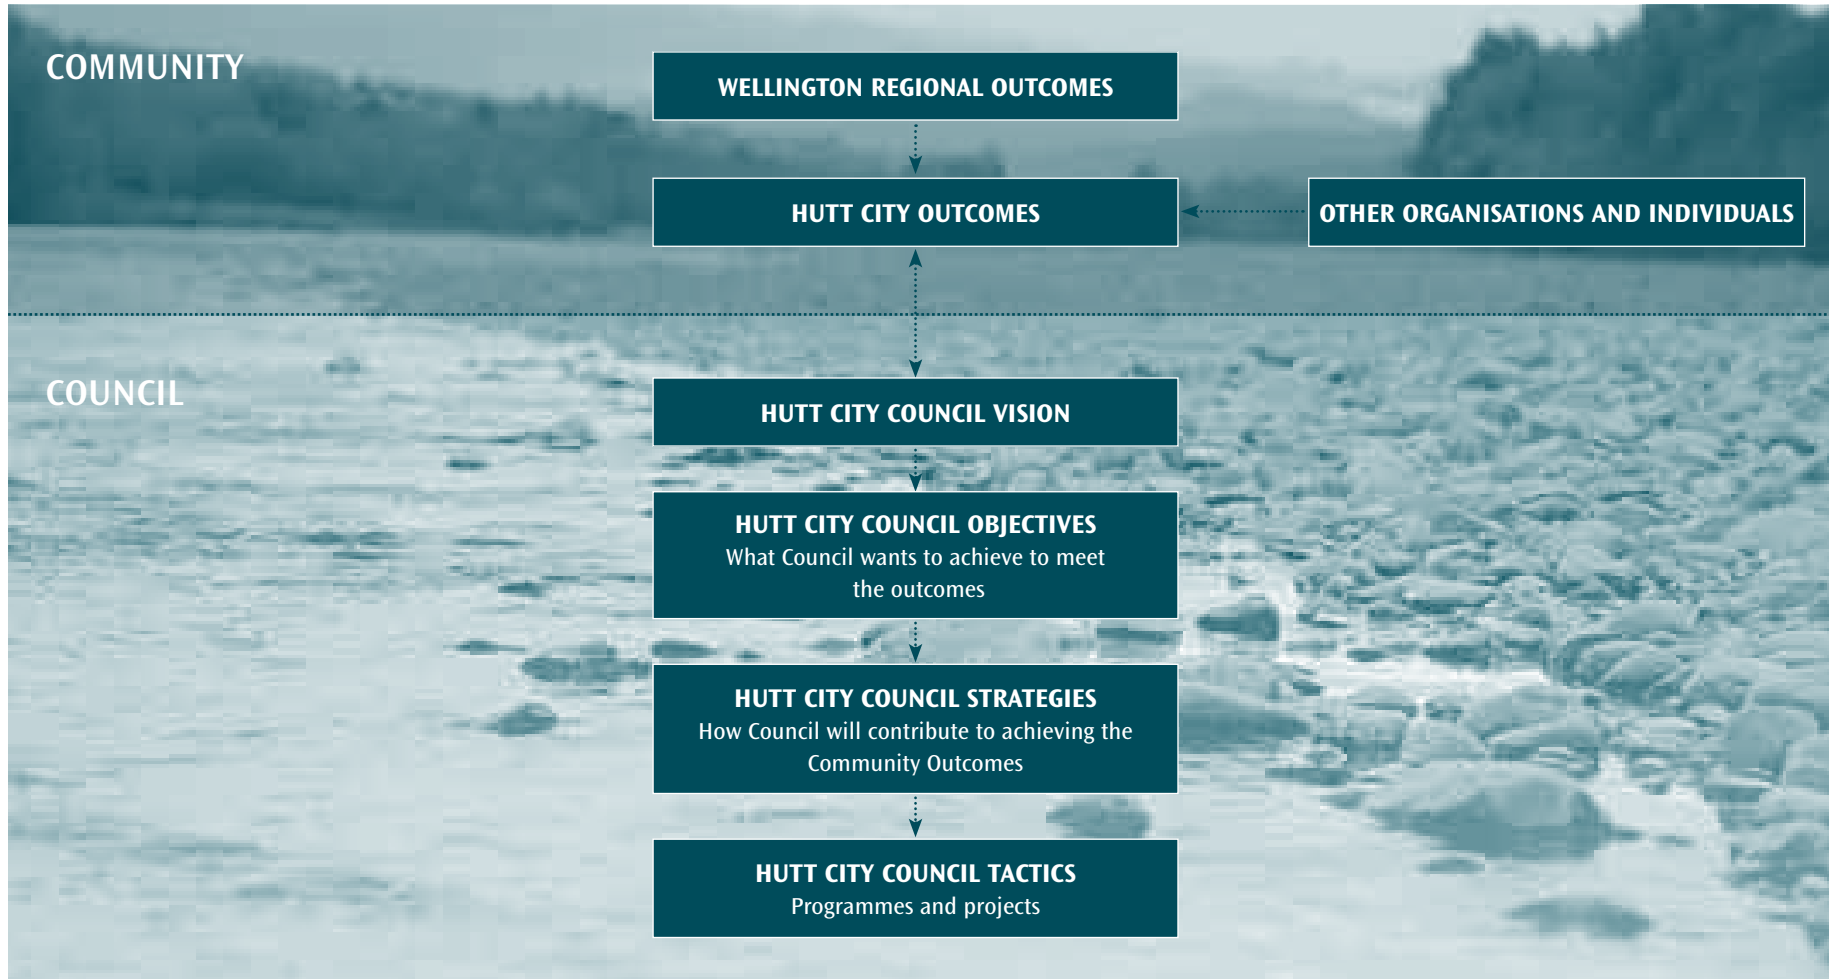 COMMUNITY
WELLINGTON REGIONAL OUTCOMES
HUTT CITY OUTCOMES
OTHER ORGANISATIONS AND INDIVIDUALS
COUNCIL
HUTT CITY COUNCIL VISION
HUTT CITY COUNCIL OBJECTIVES
What Council wants to achieve to meet
the outcomes
HUTT CITY COUNCIL STRATEGIES
How Council will contribute to achieving the
Community Outcomes
HUTT CITY COUNCIL TACTICS
Programmes and projects